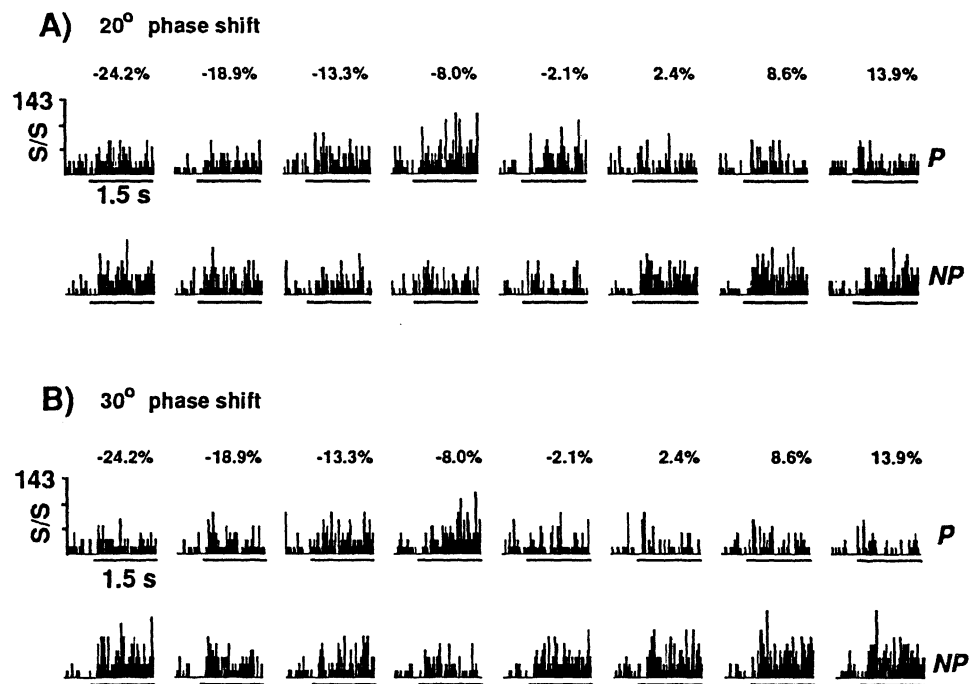 A) 20° phase shift
-24.2% -18.9% -13.3% -8.0% -2.1% 2.4% 8.6% 13.9%
143
S/S
P
1.5 s
NP
B) 30° phase shift
-24.2% -18.9% -13.3% -8.0% -2.1% 2.4% 8.6% 13.9%
143
S/S
P
1.5 s
NP